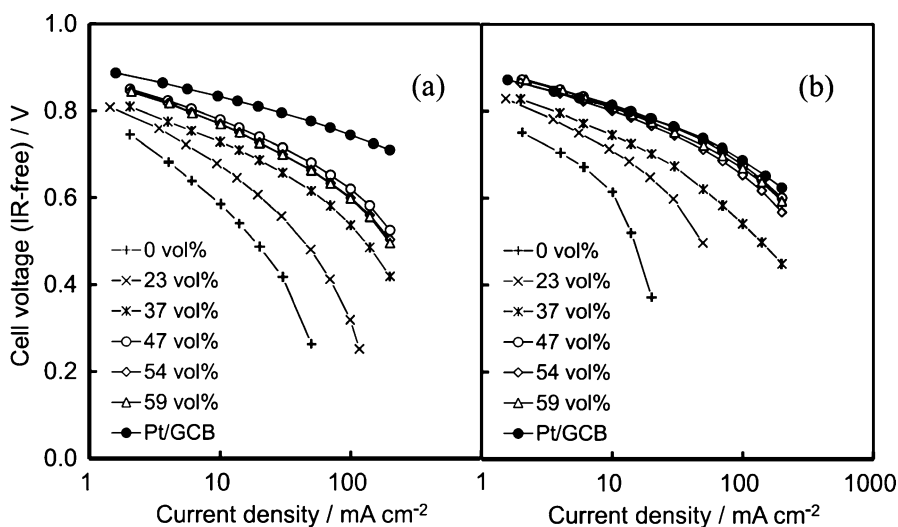 1.0
(a)
(b)
0.8
0.6
0.4
0.2
0.0
Cell voltage (IR-free) / V
0 vol%
23 vol%
37 vol%
47 vol%
54 vol%
59 vol%
Pt/GCB
0 vol%
23 vol%
37 vol%
47 vol%
54 vol%
59 vol%
Pt/GCB
1 10 100 1 10 100 1000
Current density / mA cm-2 Current density / mA cm-2